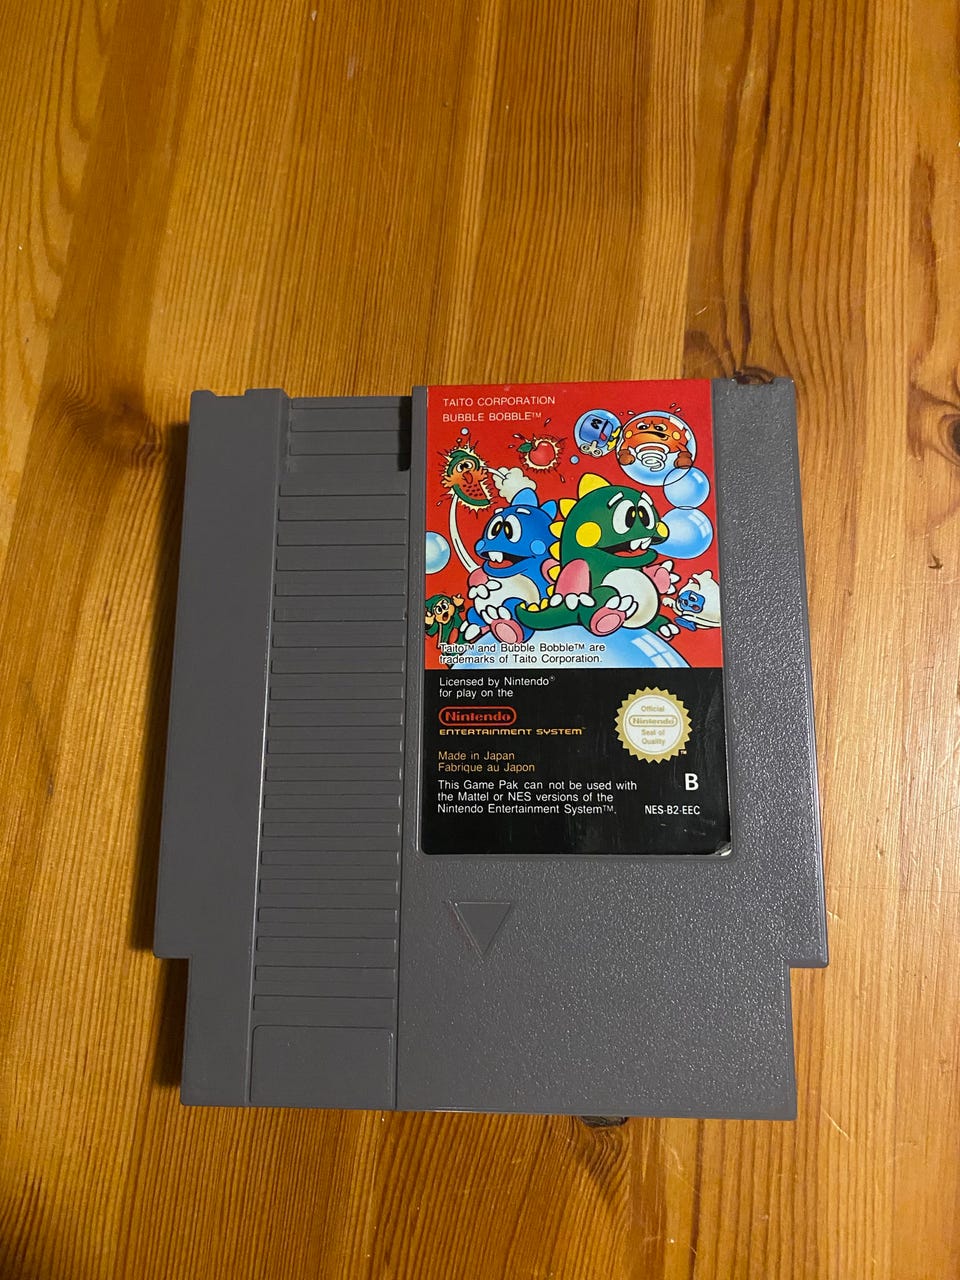 TAITO CORPORATION
BUBBLE BOBBLE™
Taito™ and Bubble Bobble™ are
trademarks of Taito Corporation.
Licensed by Nintendo®
for play on the
Nintendo
ENTERTAINMENT SYSTEM™
Official
Nintendo
Seal of
Quality
Made in Japan
Fabrique au Japon
This Game Pak can not be used with
the Mattel or NES versions of the
Nintendo Entertainment System™.
B
NES-B2-EEC